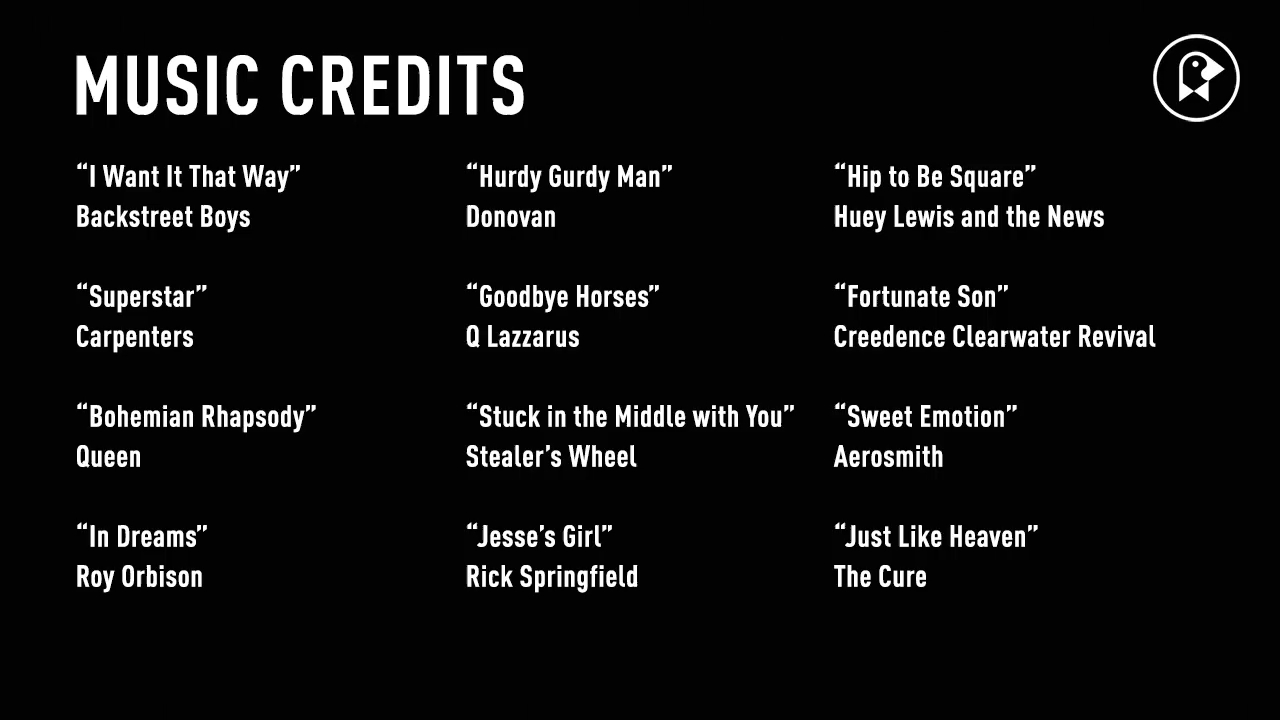 MUSIC CREDITS
“I Want It That Way”
Backstreet Boys
“Superstar”
Carpenters
“Bohemian Rhapsody”
Queen
“In Dreams”
Roy Orbison
“Hurdy Gurdy Man”
Donovan
“Goodbye Horses”
Q Lazzarus
“Stuck in the Middle with You”
Stealer’s Wheel
“Jesse’s Girl”
Rick Springfield
“Hip to Be Square”
Huey Lewis and the News
“Fortunate Son”
Creedence Clearwater Revival
“Sweet Emotion”
Aerosmith
“Just Like Heaven”
The Cure